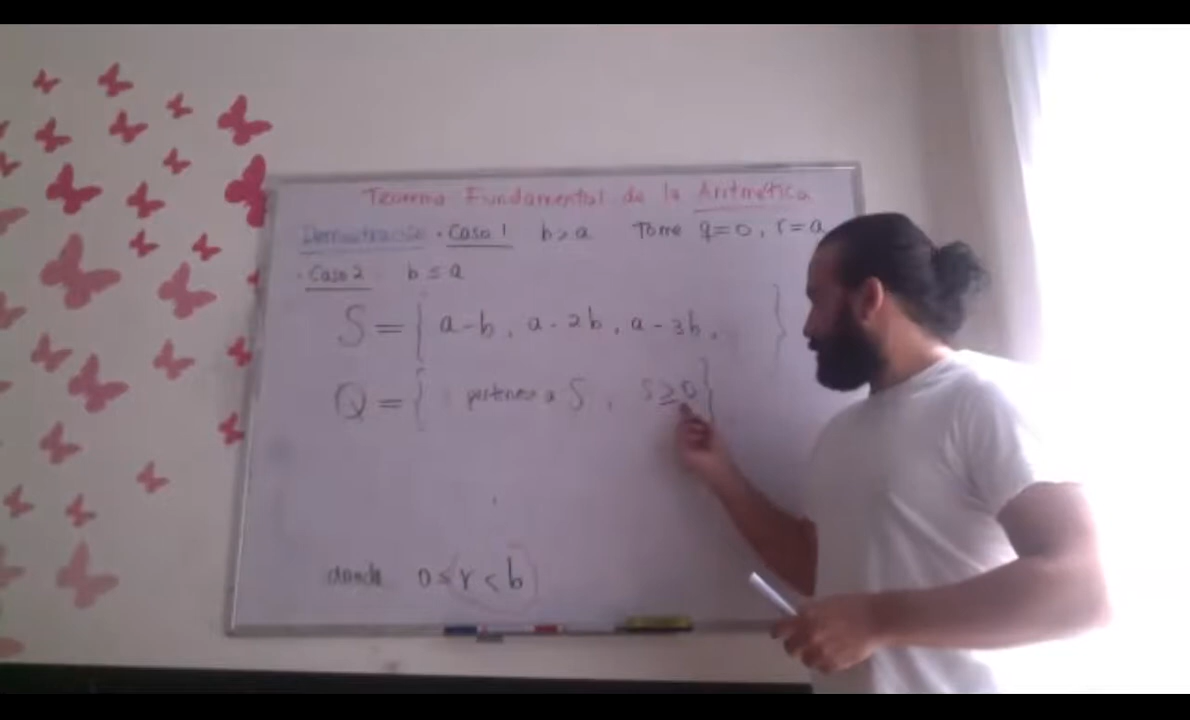 Teorema Fundamental de la Aritmética
Demostración • Caso 1 b > a Tome q=0, r=a
• Caso 2 b ≤ a
S = { a-b, a-2b, a-3b, }
Q = { pertenece a S, S ≥ 0 }
donde 0 ≤ r < b